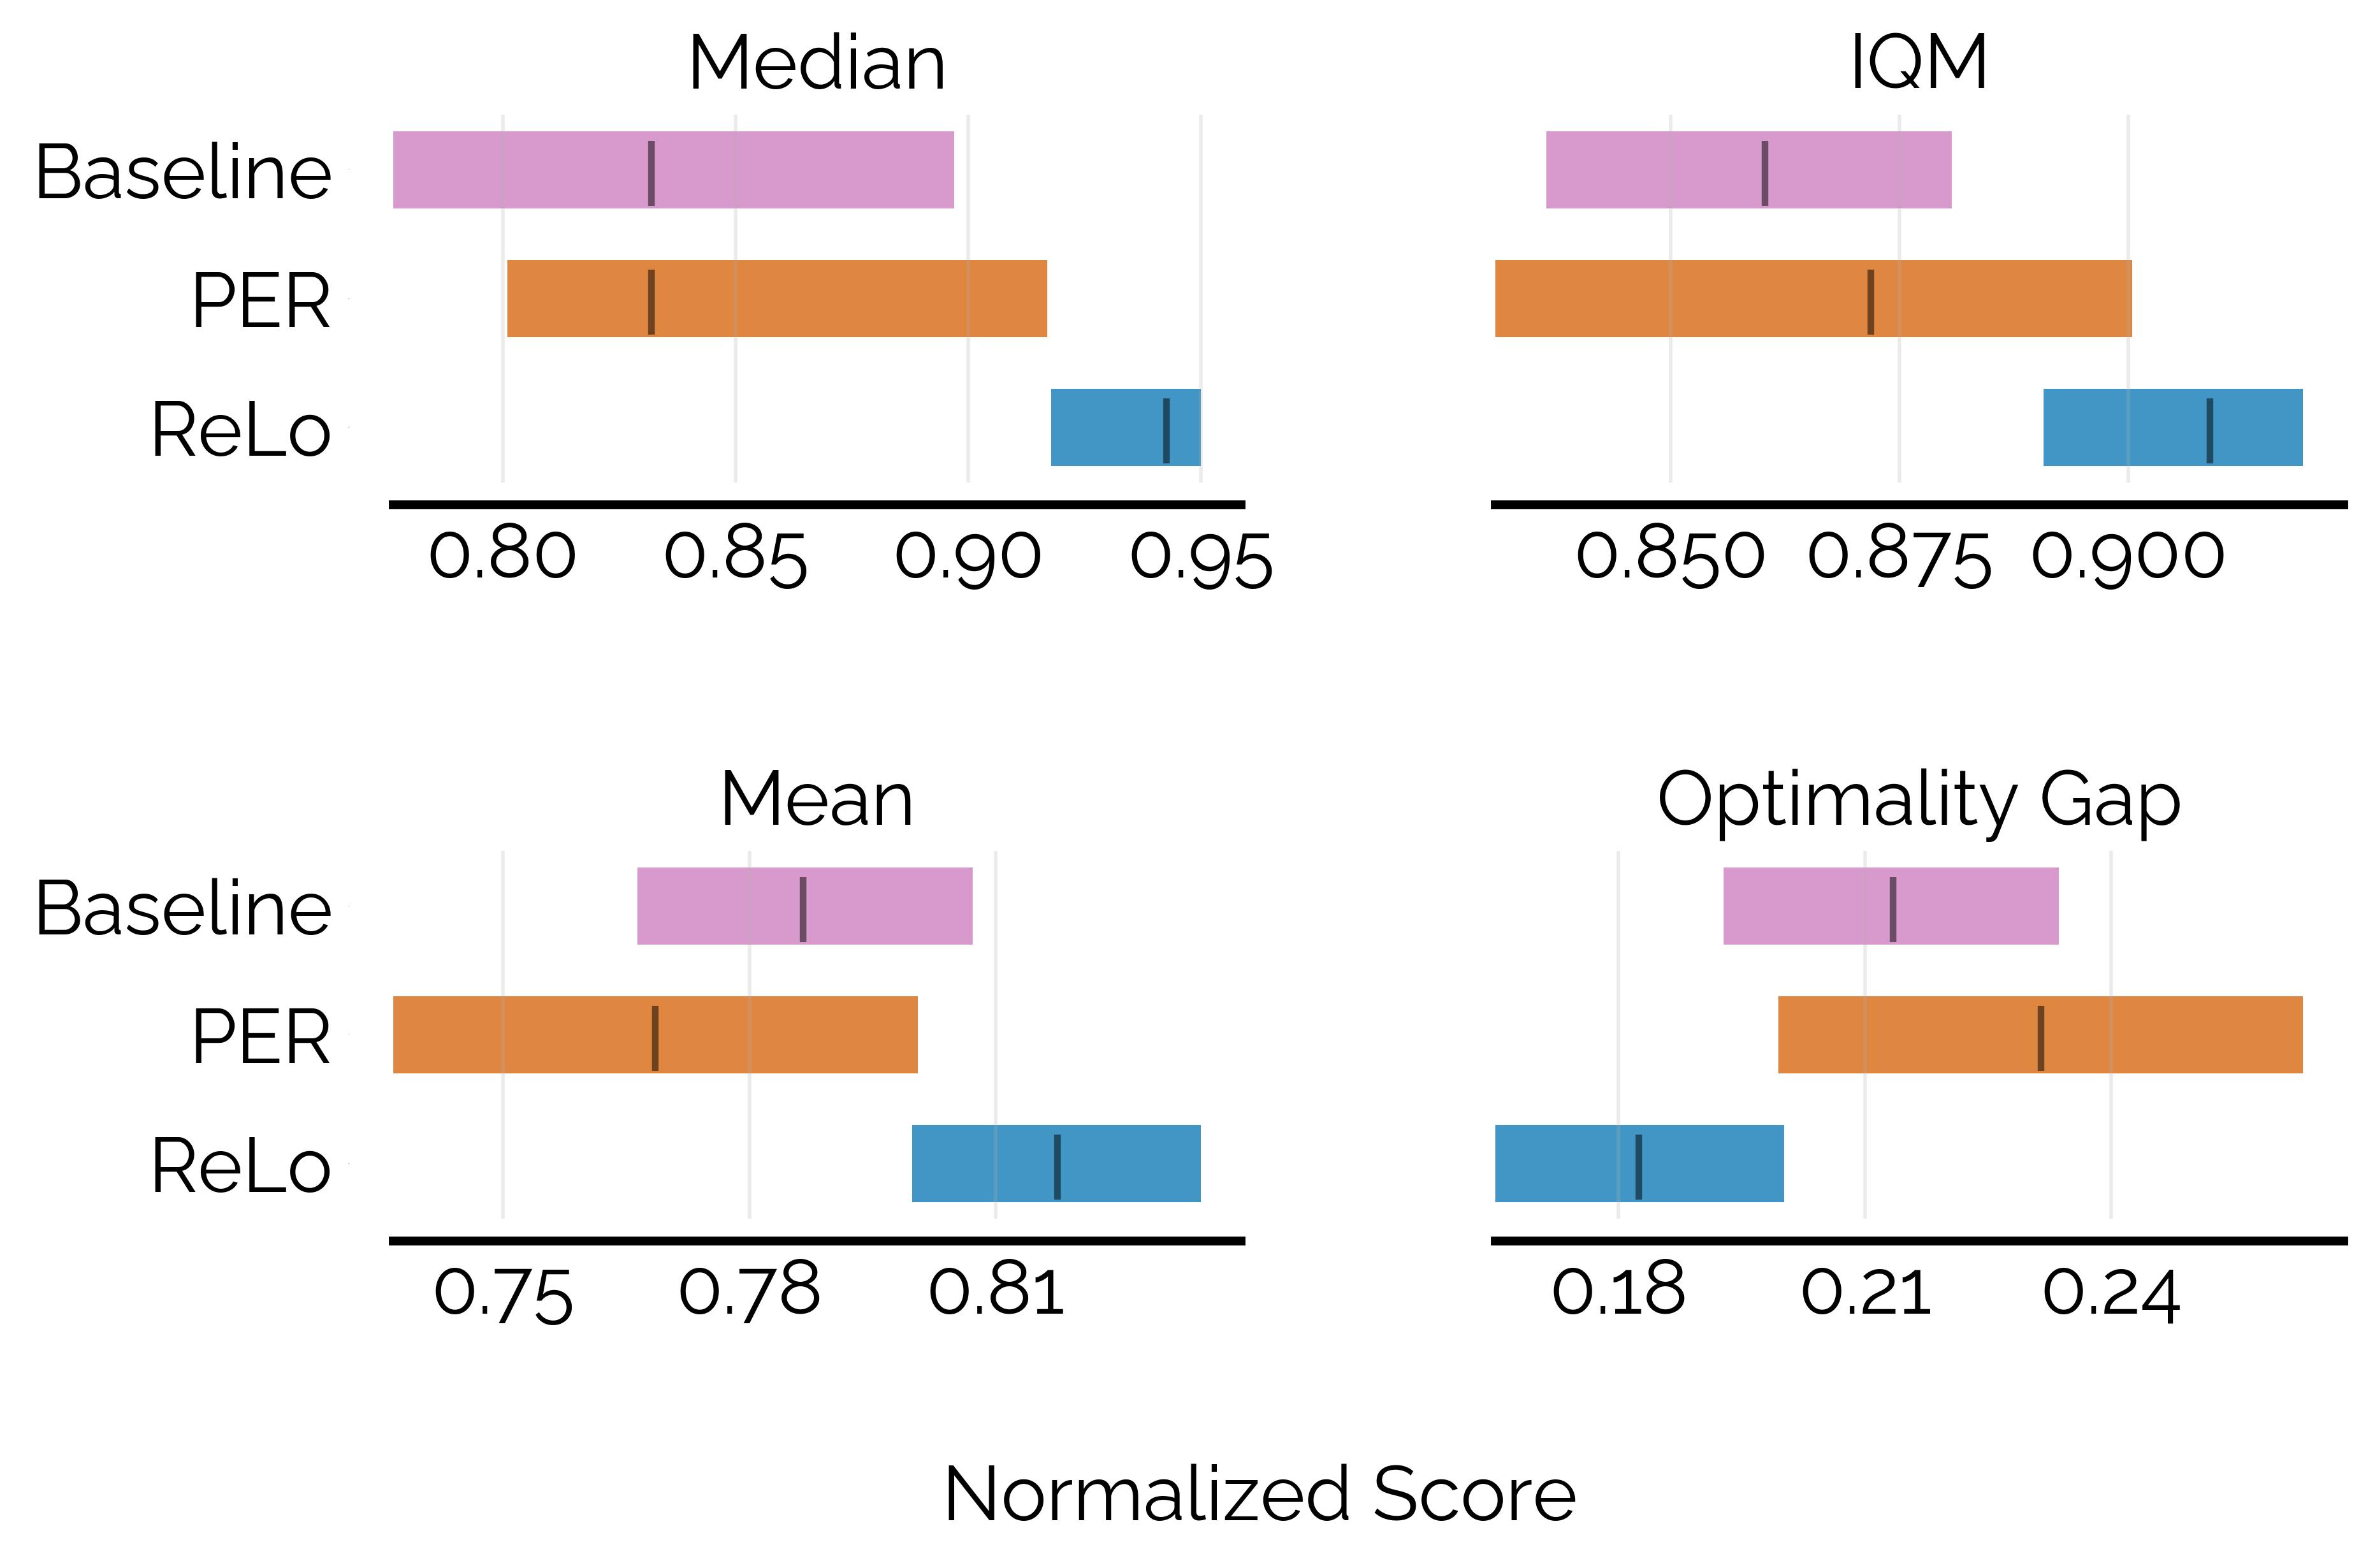 Median IQM
Baseline
PER
ReLo
0.80 0.85 0.90 0.95 0.850 0.875 0.900
Mean Optimality Gap
Baseline
PER
ReLo
0.75 0.78 0.81 0.18 0.21 0.24
Normalized Score